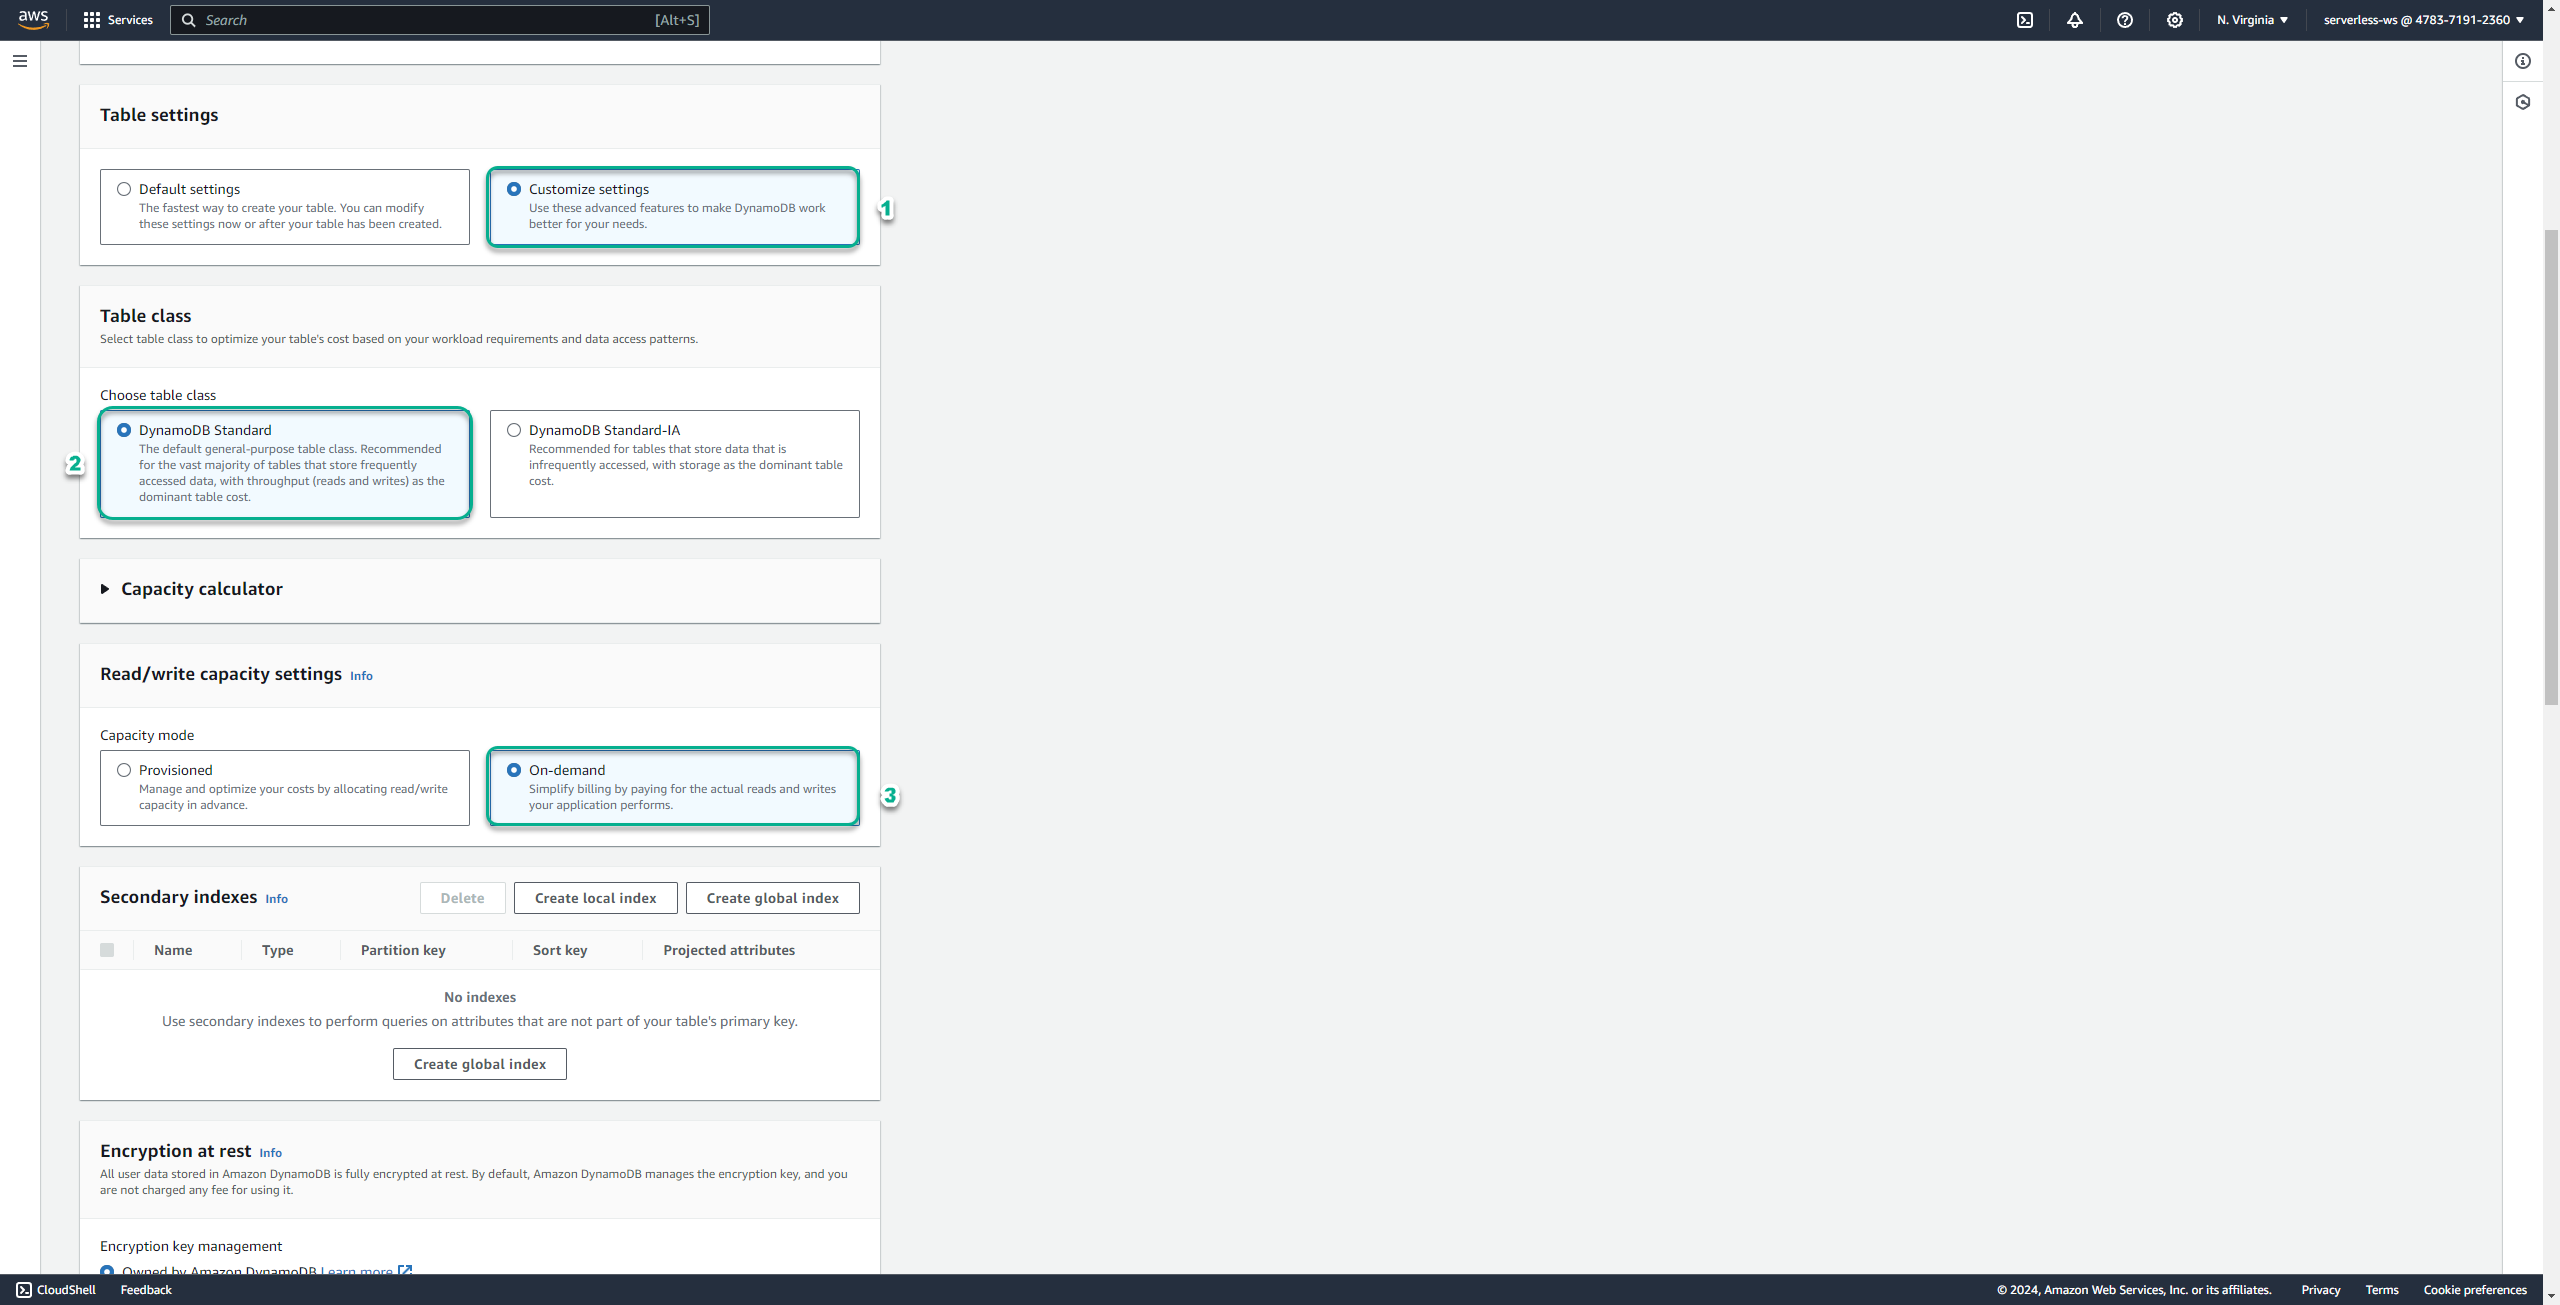 aws
Services
Search
[Alt+S]
N. Virginia
serverless-ws @ 4783-7191-2360
Table settings
Default settings
The fastest way to create your table. You can modify
these settings now or after your table has been created.
Customize settings
Use these advanced features to make DynamoDB work
better for your needs.
1
Table class
Select table class to optimize your table's cost based on your workload requirements and data access patterns.
Choose table class
2
DynamoDB Standard
The default general-purpose table class. Recommended
for the vast majority of tables that store frequently
accessed data, with throughput (reads and writes) as the
dominant table cost.
DynamoDB Standard-IA
Recommended for tables that store data that is
infrequently accessed, with storage as the dominant table
cost.
Capacity calculator
Read/write capacity settings Info
Capacity mode
Provisioned
Manage and optimize your costs by allocating read/write
capacity in advance.
On-demand
Simplify billing by paying for the actual reads and writes
your application performs.
3
Secondary indexes Info
Delete
Create local index
Create global index
Name
Type
Partition key
Sort key
Projected attributes
No indexes
Use secondary indexes to perform queries on attributes that are not part of your table's primary key.
Create global index
Encryption at rest Info
All user data stored in Amazon DynamoDB is fully encrypted at rest. By default, Amazon DynamoDB manages the encryption key, and you
are not charged any fee for using it.
Encryption key management
Owned by Amazon DynamoDB Learn more
CloudShell
Feedback
© 2024, Amazon Web Services, Inc. or its affiliates.
Privacy
Terms
Cookie preferences